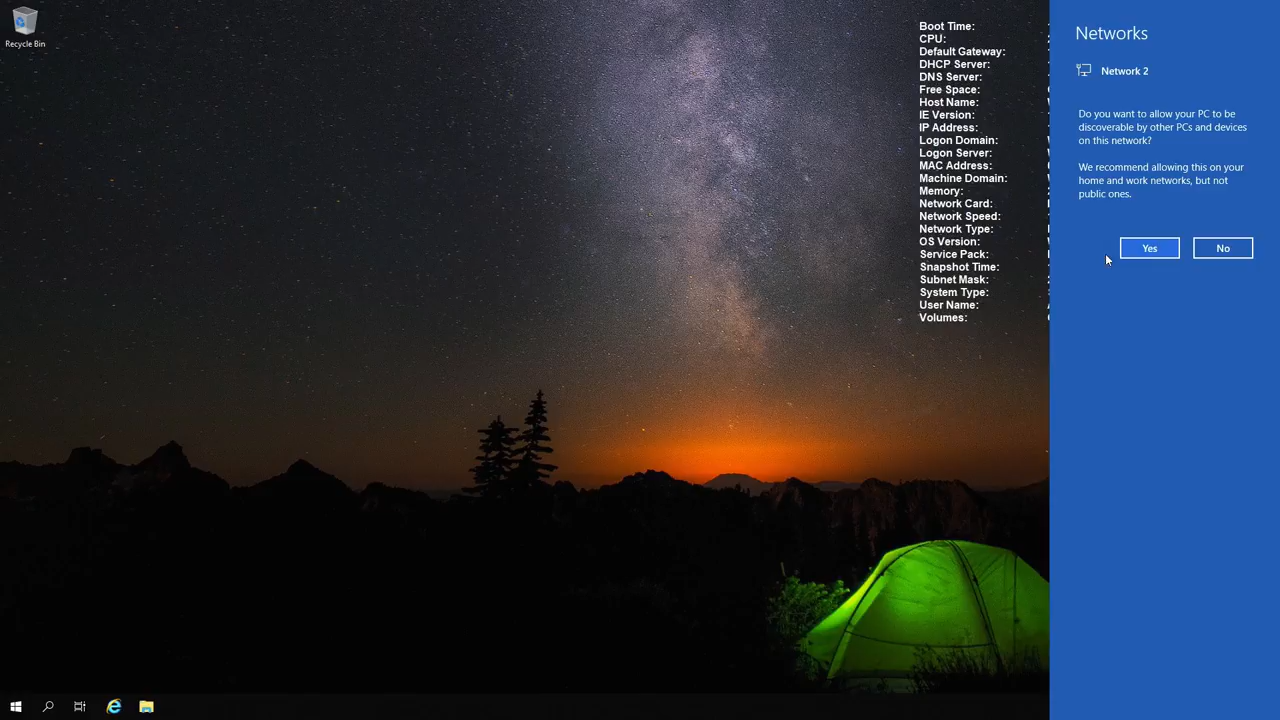 Recycle Bin
Boot Time:
CPU:
Default Gateway:
DHCP Server:
DNS Server:
Free Space:
Host Name:
IE Version:
IP Address:
Logon Domain:
Logon Server:
MAC Address:
Machine Domain:
Memory:
Network Card:
Network Speed:
Network Type:
OS Version:
Service Pack:
Snapshot Time:
Subnet Mask:
System Type:
User Name:
Volumes:
Networks
Network 2
Do you want to allow your PC to be
discoverable by other PCs and devices
on this network?
We recommend allowing this on your
home and work networks, but not
public ones.
Yes
No